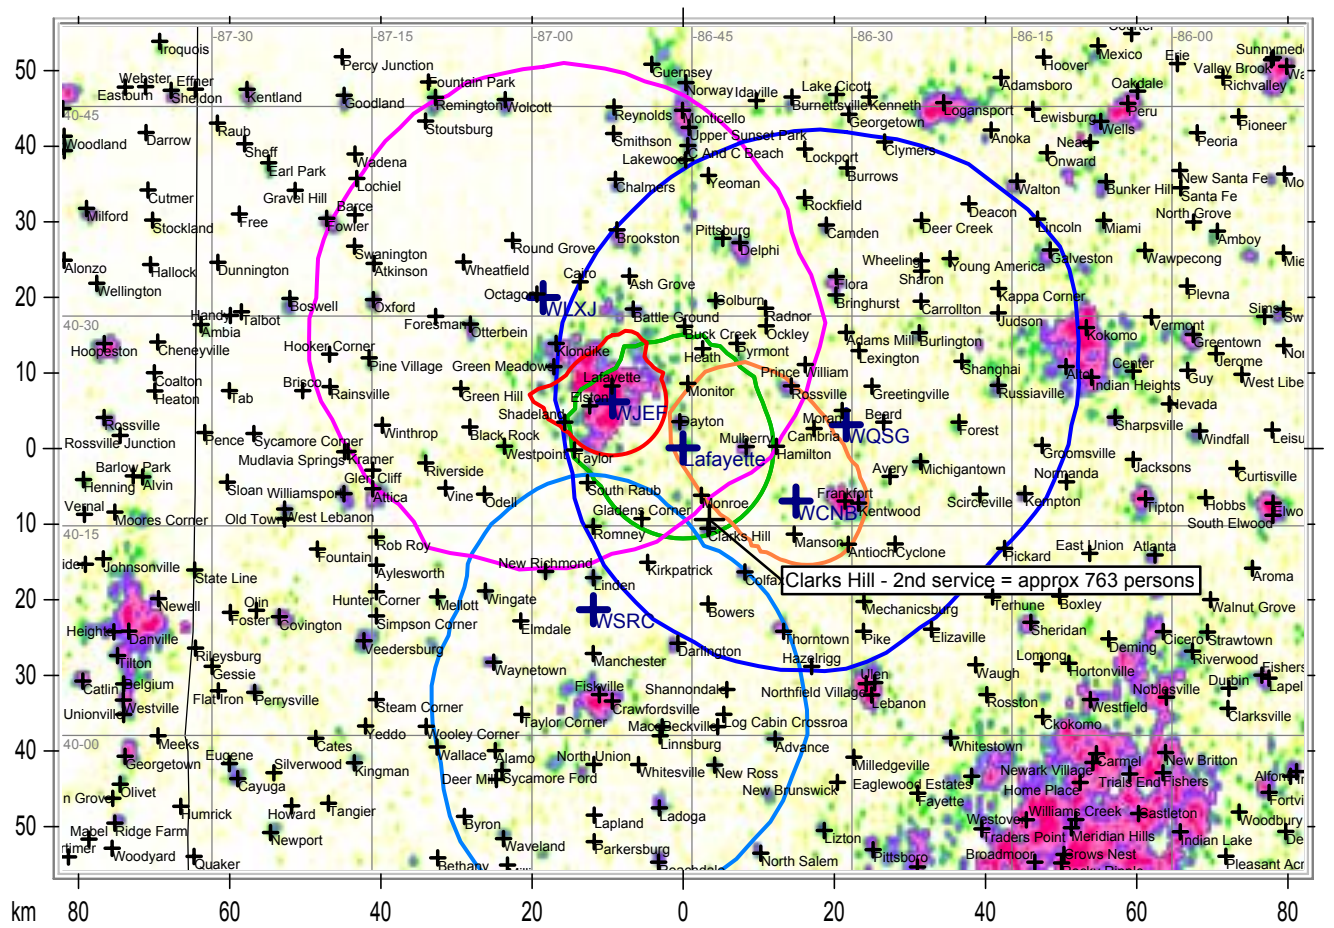 Iroquois
-87-30
-87-15
-87-00
86-45
-86-30
-86-15
-86-00
Sunnymede
50
Webster
Effner
Eastburn
Sheldon
Kentland
Percy Junction
Fountain Park
Goodland
Remington
Wolcott
Guernsey
Norway
Idaville
Lake Cicott
Burnettsville
Kenneth
Georgetown
Logansport
Adamsboro
Hoover
Mexico
Erie
Valley Brook
Richvalley
Oakdale
Peru
Lewisburg
Wells
Pioneer
40-45
Stoutsburg
Reynolds
Monticello
Upper Sunset Park
Smithson
Lakewood
C And C Beach
Lockport
Clymers
Anoka
Nead
Onward
Peoria
40
Woodland
Darrow
Raub
Sheff
Earl Park
Wadena
Lochiel
Gravel Hill
Chalmers
Yeoman
Burrows
Walton
Bunker Hill
New Santa Fe
Santa Fe
30
Milford
Cutmer
Stockland
Free
Barce
Fowler
Rockfield
Camden
Deacon
Deer Creek
Lincoln
Miami
North Grove
Amboy
Swanington
Atkinson
Round Grove
Wheatfield
Brookston
Pittsburg
Delphi
Wheeling
Sharon
Young America
Galveston
Wawpecong
Alonzo
Hallock
Dunnington
Wellington
Cairo
Octagon
WLXJ
Ash Grove
Flora
Bringhurst
Kappa Corner
Plevna
20
Handy
Talbot
Ambia
Boswell
Oxford
Foresman
Otterbein
Battle Ground
Colburn
Radnor
Ockley
Carrollton
Judson
Vermont
40-30
Hoopeston
Cheneyville
Hooker Corner
Pine Village
Klondike
Green Meadows
Buck Creek
Heath
Pyrmont
Adams Mill
Lexington
Burlington
Kokomo
Greentown
Jerome
10
Coalton
Rankin
Tab
Brisco
Rainsville
Green Hill
Lafayette
Elston
WJEF
Shadeland
Monitor
Prince William
Rossville
Geary
Shanghai
Russiaville
Alto
Center
Indian Heights
Guy
West Liberty
Nevada
Rossville
Rossville Junction
Pence
Sycamore Corner
Winthrop
Black Rock
Westpoint
Taylor
Dayton
Mulberry
Lafayette
Hamilton
Moran
Cambria
Beard
WQSG
Forest
Sharpsville
Windfall
0
Barlow Park
Henning
Alvin
Mudlavia Springs
Kramer
Sloan
Williamsport
Attica
Riverside
Vine
Odell
South Raub
Monroe
Avery
Michigantown
Groomsville
Normanda
Jacksons
Curtisville
Vernal
Moores Corner
Old Town
West Lebanon
Gladens Corner
Romney
Clarks Hill
WCNB
Frankfort
Kentwood
Scircleville
Kempton
Tipton
Hobbs
South Elwood
10
40-15
Johnsonville
State Line
Fountain
Rob Roy
Aylesworth
New Richmond
Kirkpatrick
Colfax
Manson
Antioch
Cyclone
Pickard
East Union
Atlanta
Aroma
Clarks Hill - 2nd service = approx 763 persons
20
Newell
Olin
Foster
Covington
Hunter Corner
Simpson Corner
Mellott
Wingate
Elmdale
Linden
WSRC
Bowers
Mechanicsburg
Terhune
Boxley
Walnut Grove
Danville
Tilton
Rileysburg
Gessie
Veedersburg
Waynetown
Manchester
Darlington
Thorntown
Pike
Elizaville
Sheridan
Deming
Cicero
Strawtown
30
Catlin
Belgium
Westville
Flat Iron
Perrysville
Steam Corner
Fiskville
Crawfordsville
Shannondale
Hazelrigg
Northfield Village
Ulen
Lebanon
Waugh
Lomong
Hortonville
Rosston
Noblesville
Westfield
Riverwood
Durbin
Lapel
Clarksville
Unionville
Meeks
Yeddo
Wooley Corner
Taylor Corner
Mace
Beckville
Linnsburg
Log Cabin Crossroa
Advance
Ckokomo
40-00
40
Georgetown
Eugene
Cayuga
Silverwood
Cates
Kingman
Wallace
Alamo
Deer Mill
Sycamore Ford
North Union
Whitesville
New Ross
New Brunswick
Milledgeville
Eaglewood Estates
Whitestown
Newark Village
Home Place
Carmel
Trials End
New Britton
Fishers
Olivet
Humrick
Howard
Tangier
Fayette
50
Mabel
Ridge Farm
Woodyard
Quaker
Newport
Byron
Bethany
Waveland
Lapland
Parkersburg
Ladoga
Roachdale
North Salem
Lizton
Pittsboro
Westover
Traders Point
Broadmoor
Williams Creek
Meridian Hills
Crows Nest
Castleton
Indian Lake
Pleasant Acr
km
80
60
40
20
0
20
40
60
80